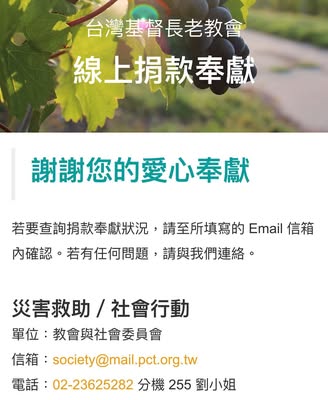 台灣基督長老教會
線上捐款奉獻
謝謝您的愛心奉獻
若要查詢捐款奉獻狀況，請至所填寫的 Email 信箱
內確認。若有任何問題，請與我們連絡。
災害救助 / 社會行動
單位：教會與社會委員會
信箱：society@mail.pct.org.tw
電話：02-23625282 分機 255 劉小姐